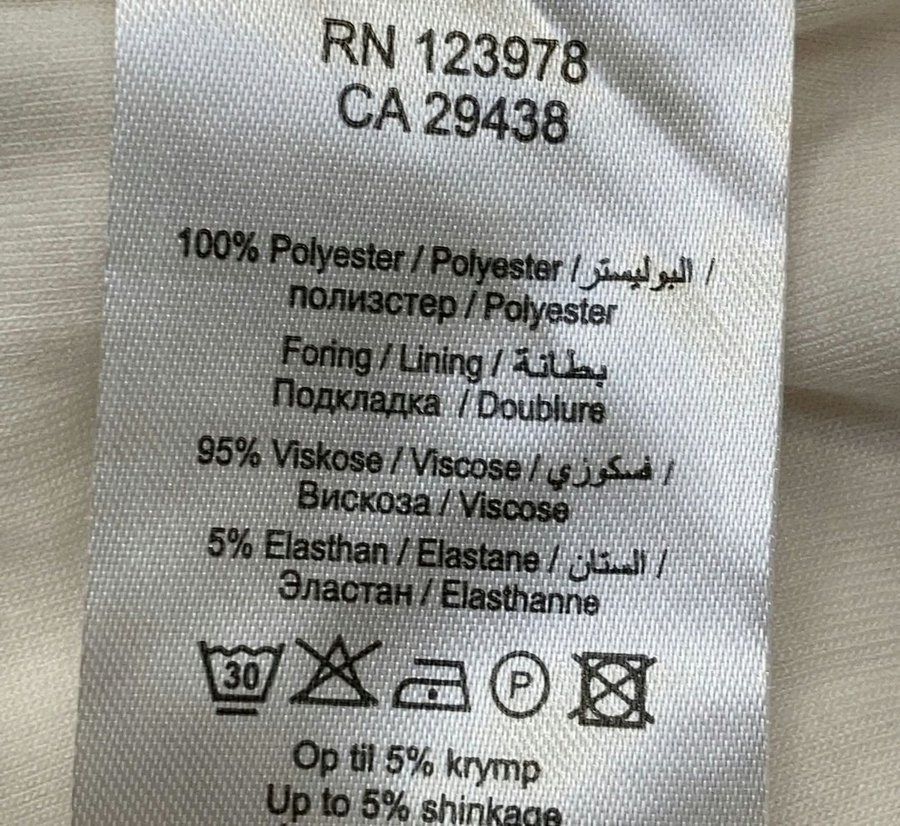 RN 123978
CA 29438
100% Polyester / Polyester / البوليستر /
полиэстер / Polyester
Foring / Lining / بطانة
Подкладка / Doublure
95% Viskose / Viscose / فسكوزي /
Вискоза / Viscose
5% Elasthan / Elastane / الستان /
Эластан / Elasthanne
30
P
Op til 5% krymp
Up to 5% shinkage